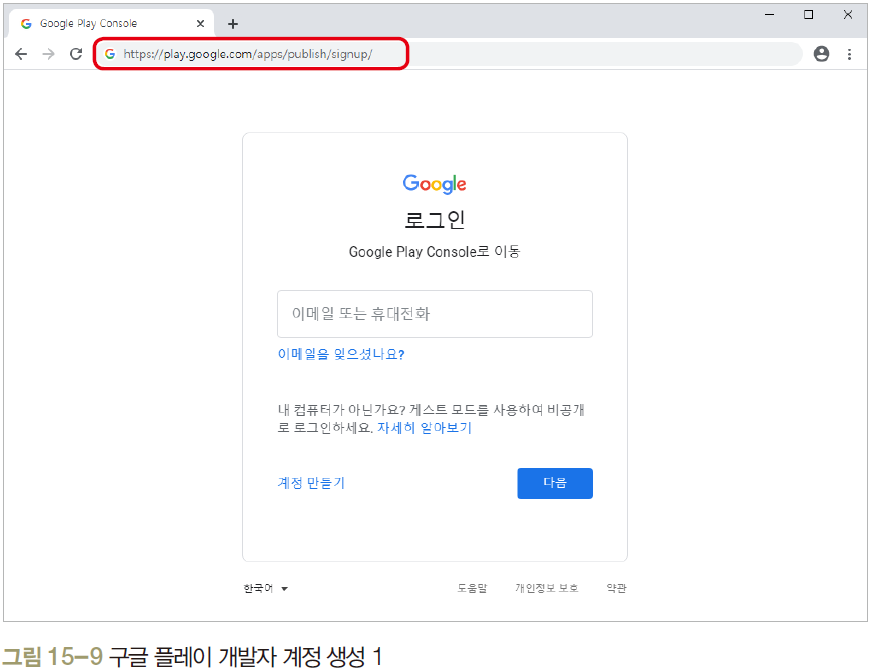 Google Play Console
https://play.google.com/apps/publish/signup/
Google
로그인
Google Play Console로 이동
이메일 또는 휴대전화
이메일을 잊으셨나요?
내 컴퓨터가 아닌가요? 게스트 모드를 사용하여 비공개
로 로그인하세요. 자세히 알아보기
계정 만들기
다음
한국어
도움말
개인정보 보호
약관
그림 15-9 구글 플레이 개발자 계정 생성 1